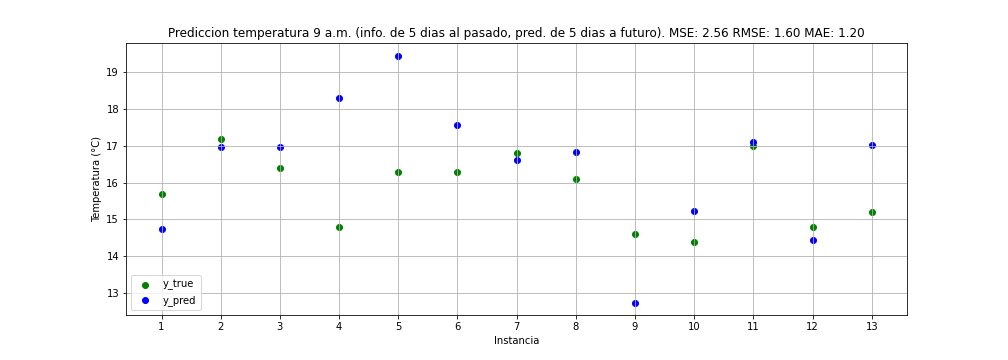 Prediccion temperatura 9 a.m. (info. de 5 dias al pasado, pred. de 5 dias a futuro). MSE: 2.56 RMSE: 1.60 MAE: 1.20
Temperatura (°C)
19
18
17
16
15
14
13
y_true
y_pred
1 2 3 4 5 6 7 8 9 10 11 12 13
Instancia